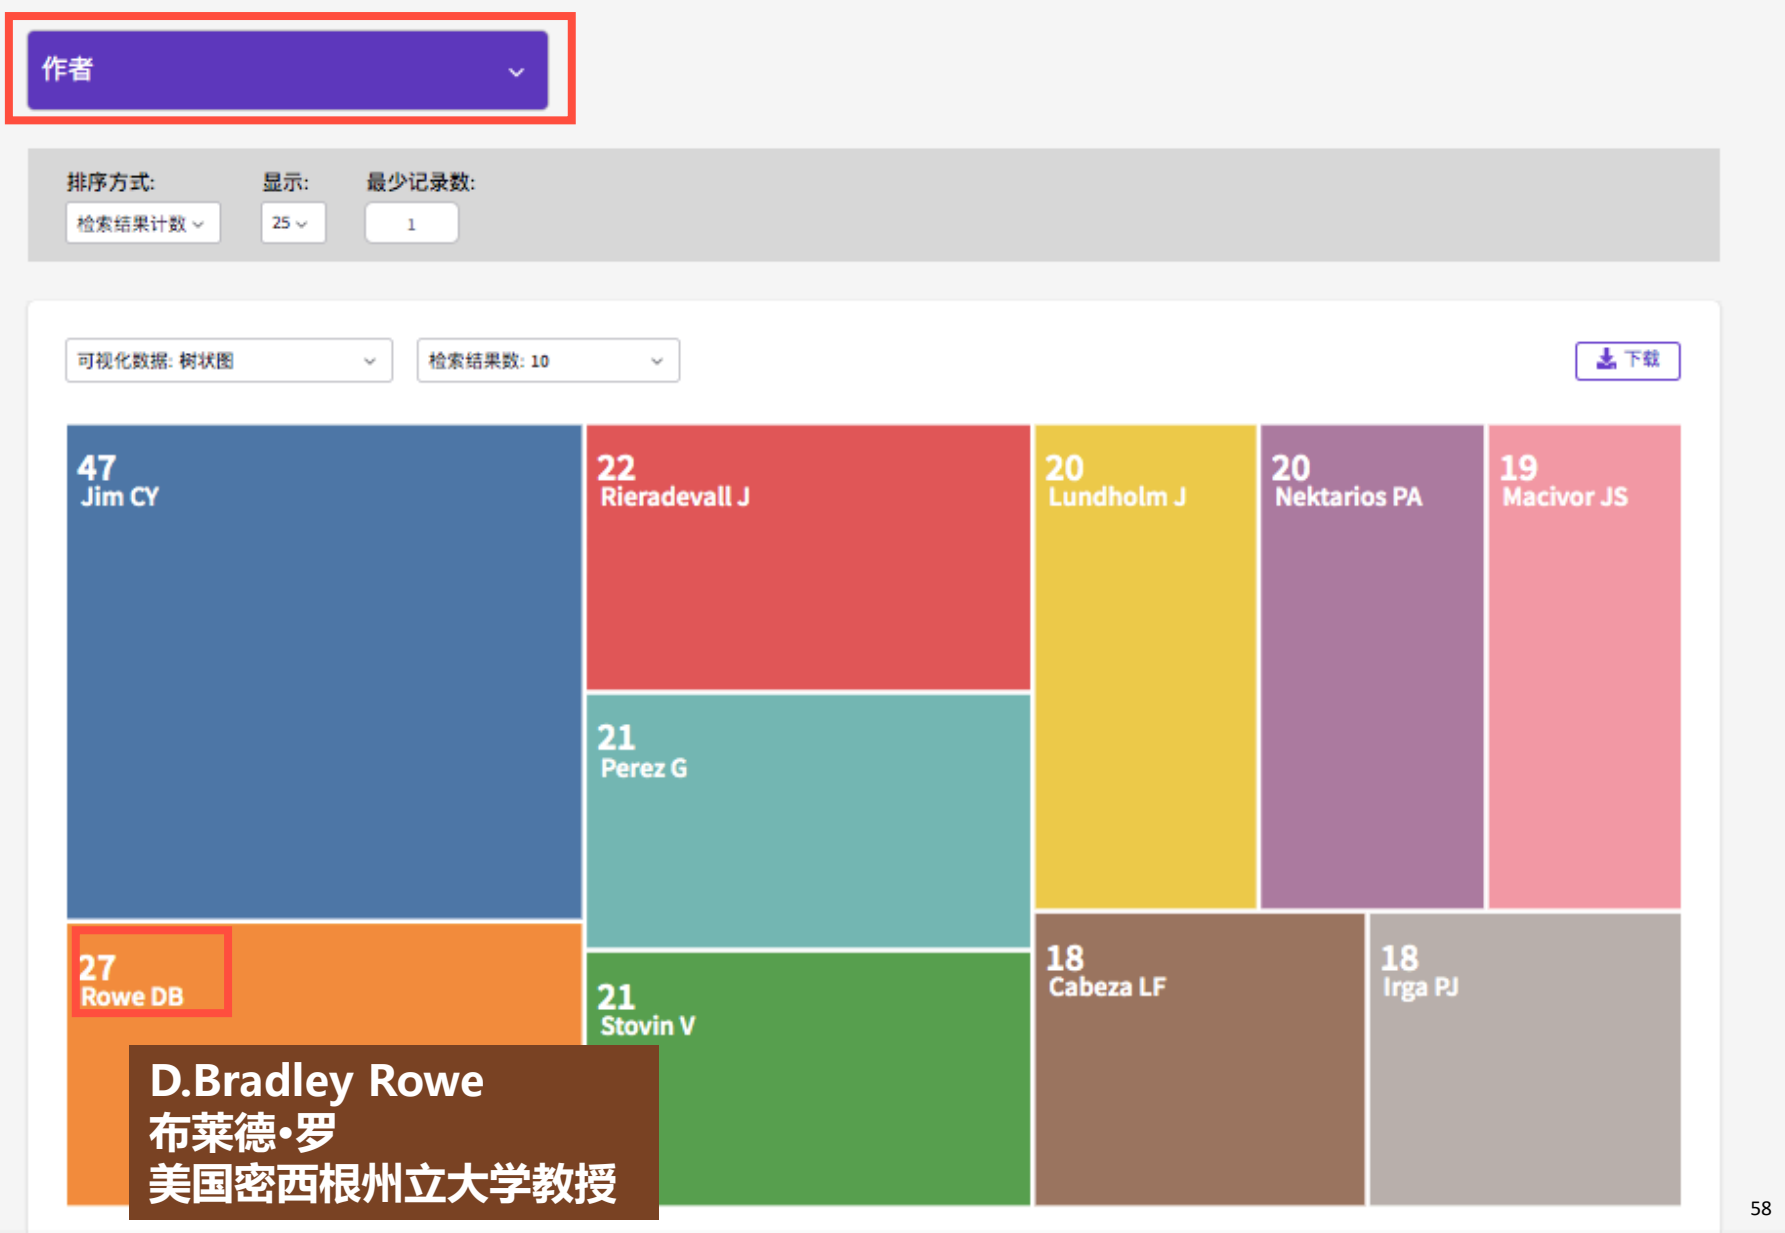 作者
排序方式:
显示:
最少记录数:
检索结果计数
25
1
可视化数据: 树状图
检索结果数: 10
下载
47
Jim CY
22
Rieradevall J
20
Lundholm J
20
Nektarios PA
19
Macivor JS
21
Perez G
27
Rowe DB
21
Stovin V
18
Cabeza LF
18
Irga PJ
D.Bradley Rowe
布莱德•罗
美国密西根州立大学教授
58